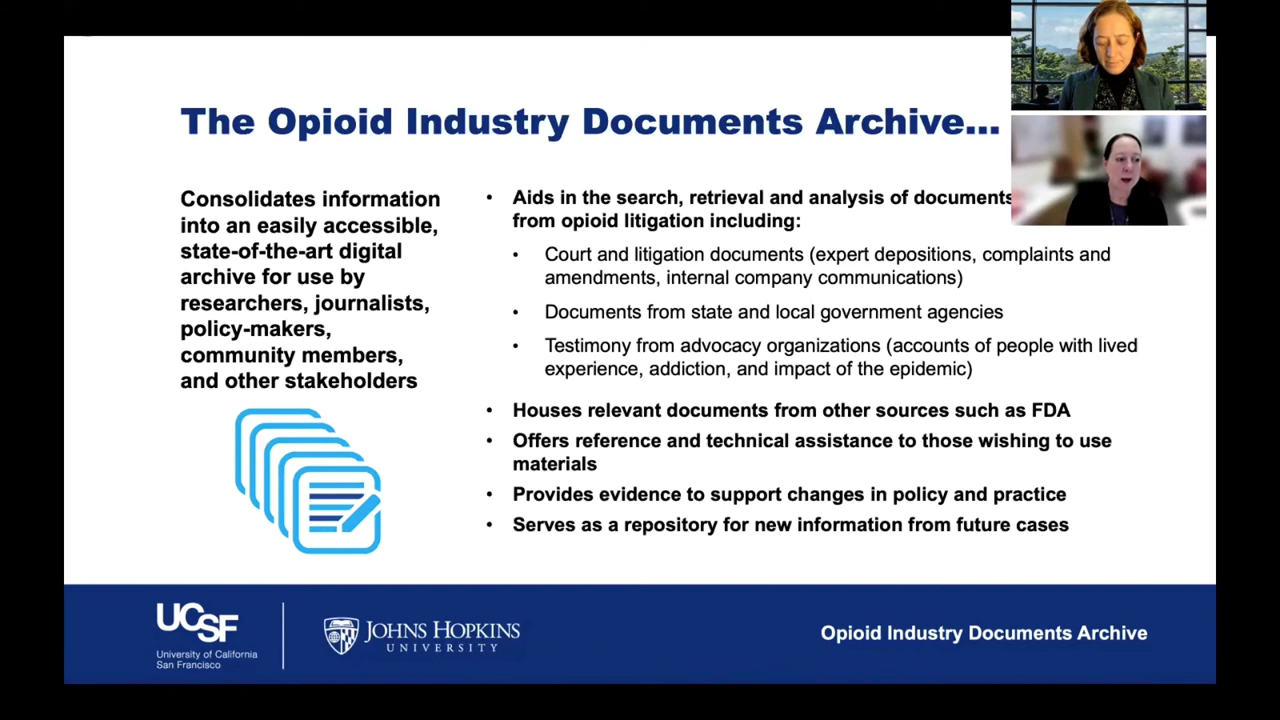 The Opioid Industry Documents Archive...
Consolidates information
into an easily accessible,
state-of-the-art digital
archive for use by
researchers, journalists,
policy-makers,
community members,
and other stakeholders
• Aids in the search, retrieval and analysis of documents
from opioid litigation including:
• Court and litigation documents (expert depositions, complaints and
amendments, internal company communications)
• Documents from state and local government agencies
• Testimony from advocacy organizations (accounts of people with lived
experience, addiction, and impact of the epidemic)
• Houses relevant documents from other sources such as FDA
• Offers reference and technical assistance to those wishing to use
materials
• Provides evidence to support changes in policy and practice
• Serves as a repository for new information from future cases
UCSF
University of California
San Francisco
JOHNS HOPKINS
UNIVERSITY
Opioid Industry Documents Archive